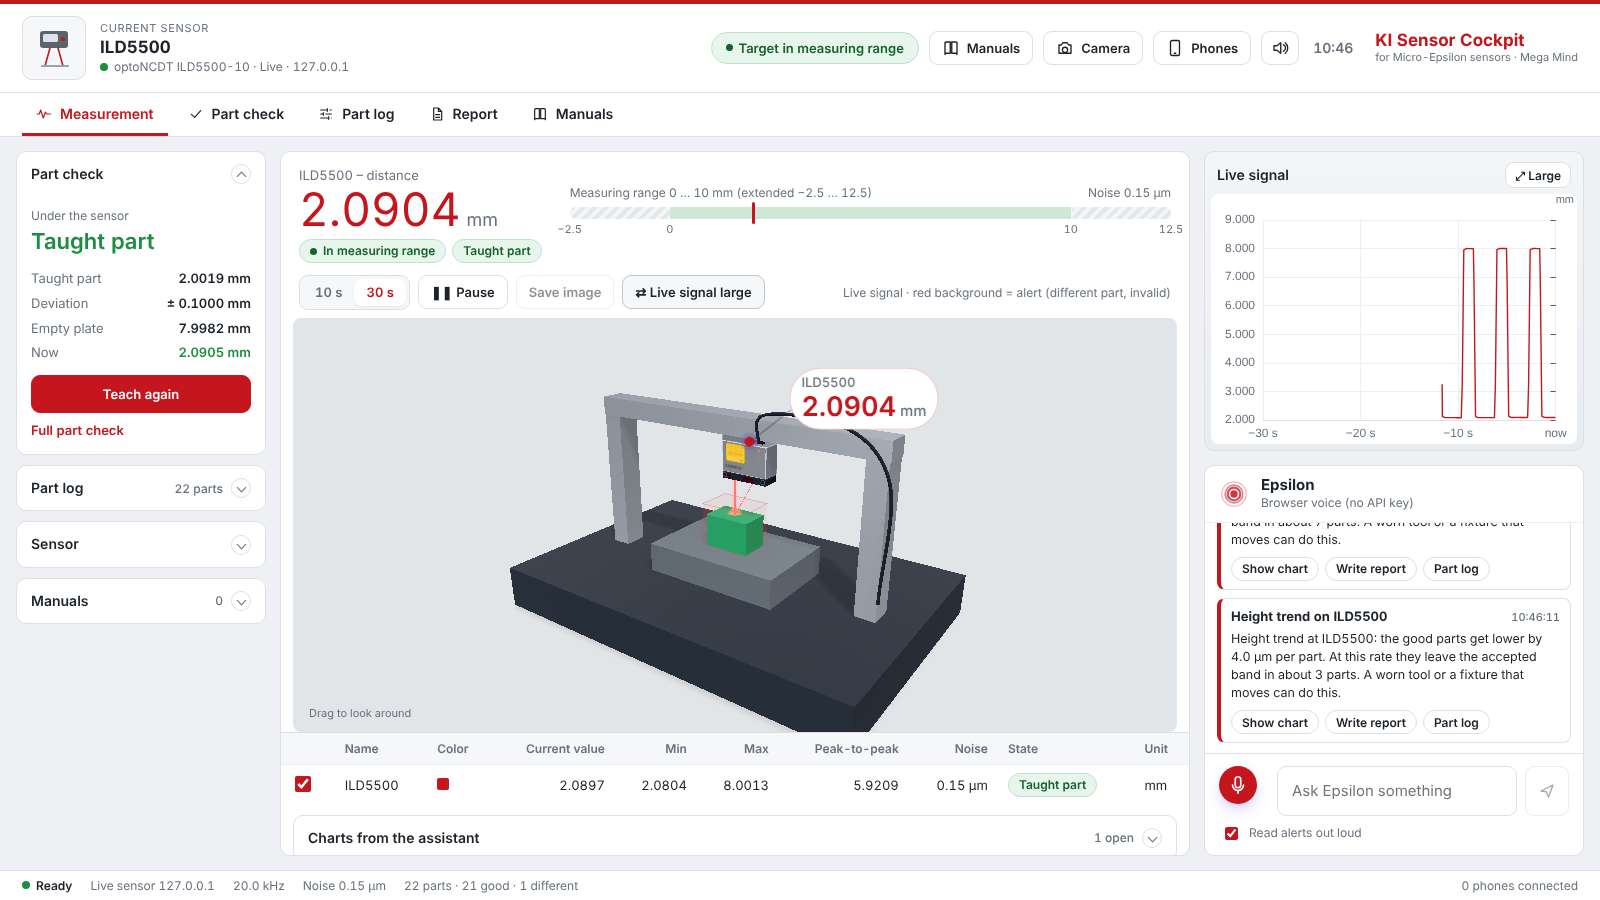 CURRENT SENSOR
ILD5500
optoNCDT ILD5500-10 · Live · 127.0.0.1
Target in measuring range
Manuals
Camera
Phones
10:46
KI Sensor Cockpit
for Micro-Epsilon sensors · Mega Mind
Measurement
Part check
Part log
Report
Manuals
Part check
Under the sensor
Taught part
Taught part 2.0019 mm
Deviation ± 0.1000 mm
Empty plate 7.9982 mm
Now 2.0905 mm
Teach again
Full part check
Part log 22 parts
Sensor
Manuals 0
ILD5500 – distance
2.0904 mm
In measuring range
Taught part
Measuring range 0 … 10 mm (extended −2.5 … 12.5)
Noise 0.15 µm
−2.5 0 10 12.5
10 s
30 s
Pause
Save image
Live signal large
Live signal · red background = alert (different part, invalid)
ILD5500
2.0904 mm
Drag to look around
Name Color Current value Min Max Peak-to-peak Noise State Unit
ILD5500 2.0897 2.0804 8.0013 5.9209 0.15 µm Taught part mm
Charts from the assistant 1 open
Live signal
Large
mm
9.000
8.000
7.000
6.000
5.000
4.000
3.000
2.000
−30 s −20 s −10 s now
Epsilon
Browser voice (no API key)
band in about 7 parts. A worn tool or a fixture that
moves can do this.
Show chart
Write report
Part log
Height trend on ILD5500 10:46:11
Height trend at ILD5500: the good parts get lower by
4.0 µm per part. At this rate they leave the accepted
band in about 3 parts. A worn tool or a fixture that
moves can do this.
Show chart
Write report
Part log
Ask Epsilon something
Read alerts out loud
Ready
Live sensor 127.0.0.1
20.0 kHz
Noise 0.15 µm
22 parts · 21 good · 1 different
0 phones connected